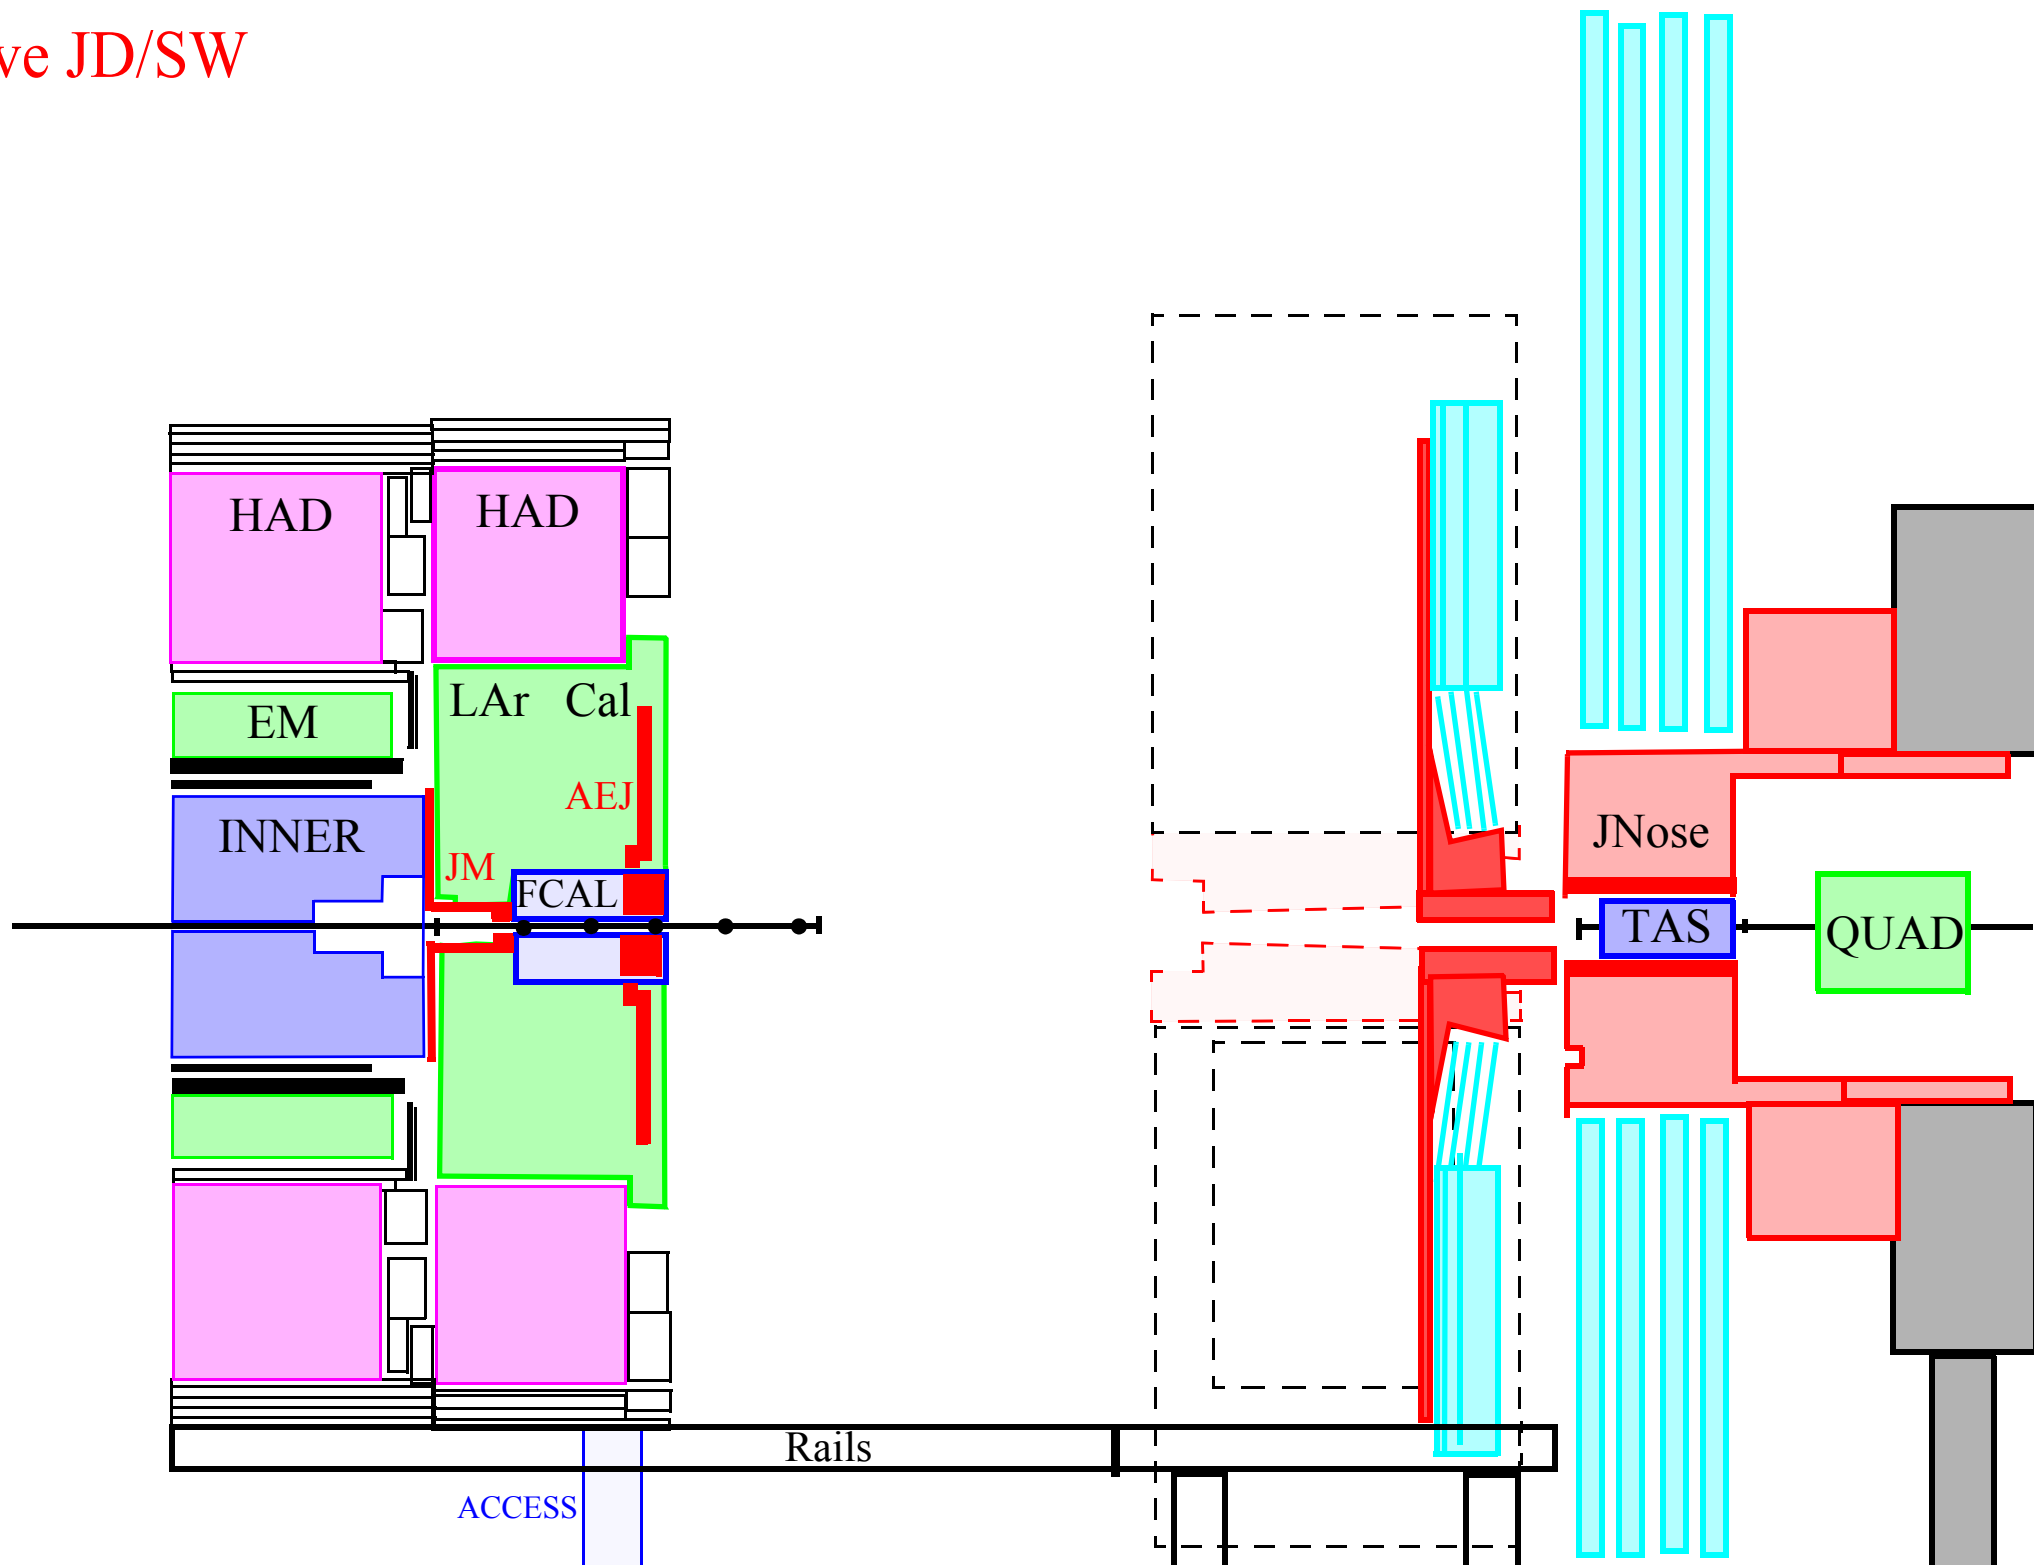 ve JD/SW
HAD
HAD
LAr Cal
EM
AEJ
INNER
JNose
JM
FCAL
TAS
QUAD
Rails
ACCESS